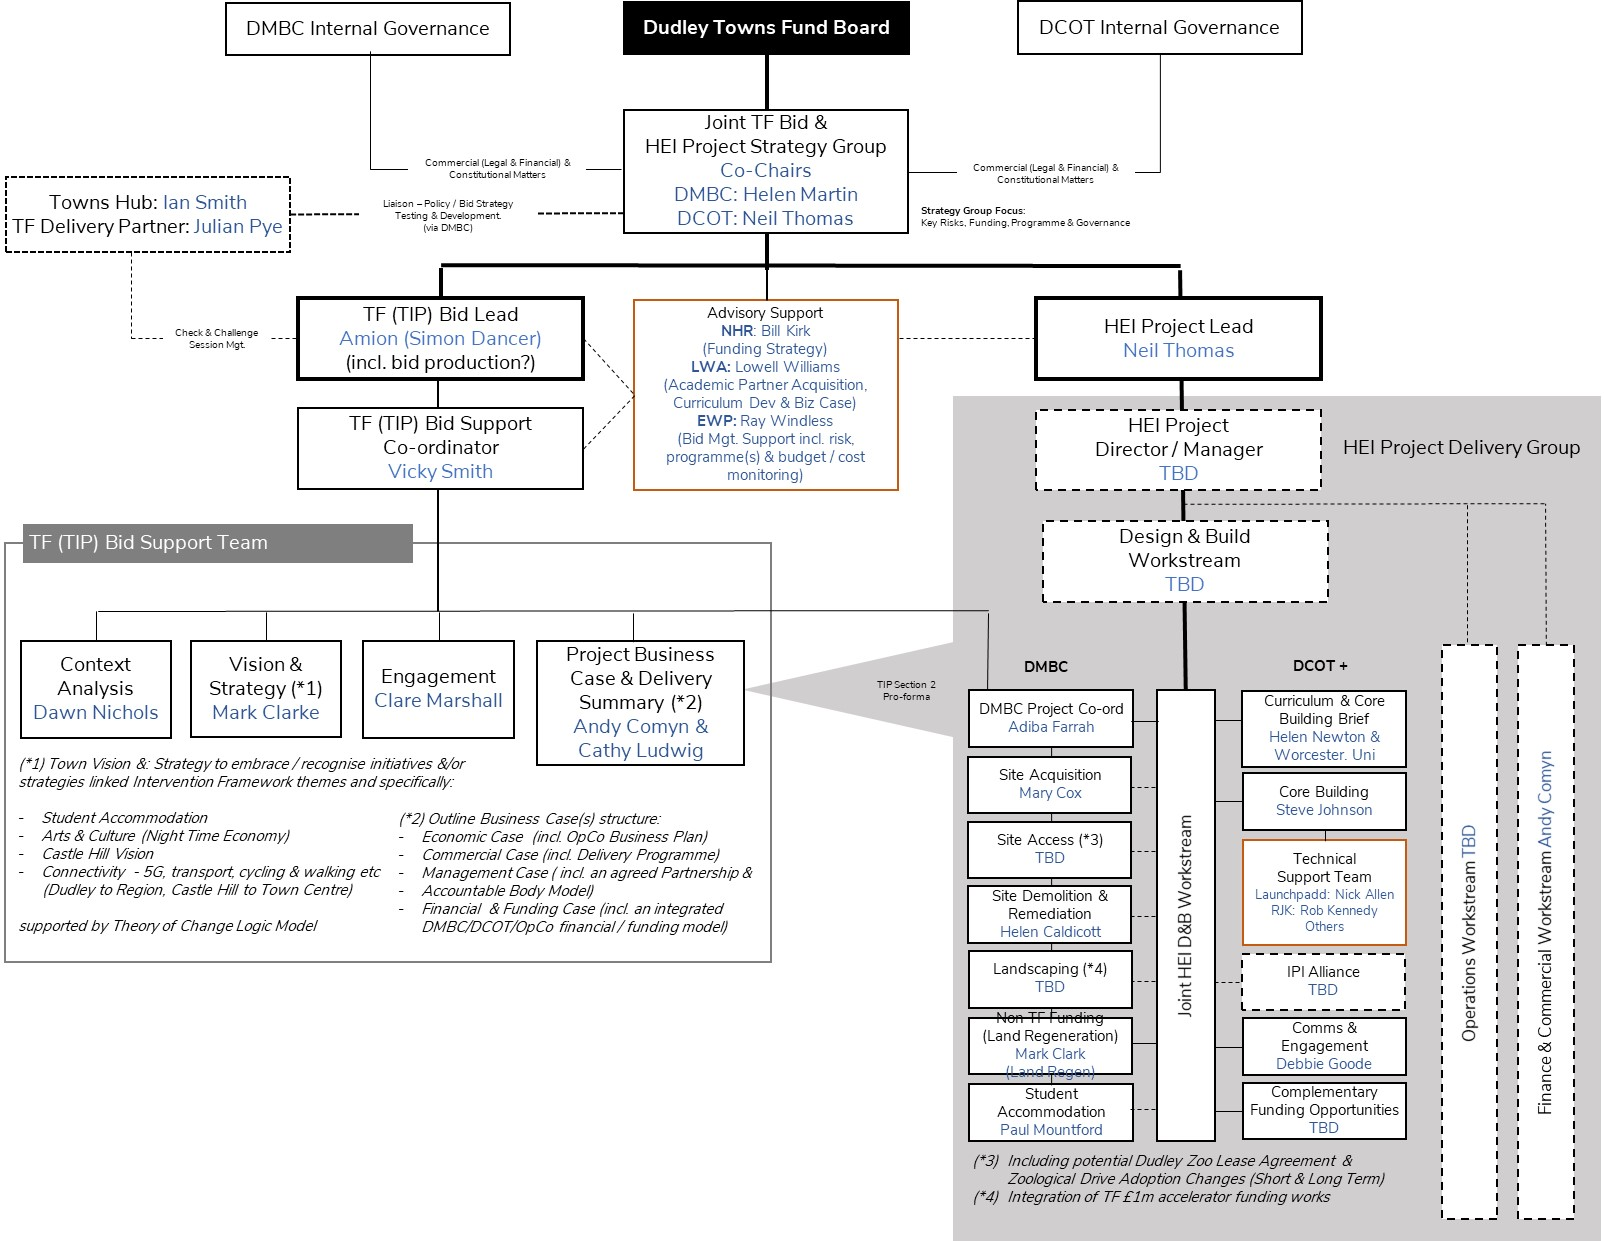 DMBC Internal Governance
Dudley Towns Fund Board
DCOT Internal Governance
Joint TF Bid &
HEI Project Strategy Group
Co-Chairs
DMBC: Helen Martin
DCOT: Neil Thomas
Commercial (Legal & Financial) &
Constitutional Matters
Commercial (Legal & Financial) &
Constitutional Matters
Towns Hub: Ian Smith
TF Delivery Partner: Julian Pye
Liaison – Policy / Bid Strategy
Testing & Development.
(via DMBC)
Strategy Group Focus:
Key Risks, Funding, Programme & Governance
Check & Challenge
Session Mgt.
TF (TIP) Bid Lead
Amion (Simon Dancer)
(incl. bid production?)
Advisory Support
NHR: Bill Kirk
(Funding Strategy)
LWA: Lowell Williams
(Academic Partner Acquisition,
Curriculum Dev & Biz Case)
EWP: Ray Windless
(Bid Mgt. Support incl. risk,
programme(s) & budget / cost
monitoring)
HEI Project Lead
Neil Thomas
TF (TIP) Bid Support
Co-ordinator
Vicky Smith
HEI Project
Director / Manager
TBD
HEI Project Delivery Group
Design & Build
Workstream
TBD
TF (TIP) Bid Support Team
Context
Analysis
Dawn Nichols
Vision &
Strategy (*1)
Mark Clarke
Engagement
Clare Marshall
Project Business
Case & Delivery
Summary (*2)
Andy Comyn &
Cathy Ludwig
TIP Section 2
Pro-forma
(*1) Town Vision &: Strategy to embrace / recognise initiatives &/or
strategies linked Intervention Framework themes and specifically:
- Student Accommodation
- Arts & Culture (Night Time Economy)
- Castle Hill Vision
- Connectivity - 5G, transport, cycling & walking etc
(Dudley to Region, Castle Hill to Town Centre)
supported by Theory of Change Logic Model
(*2) Outline Business Case(s) structure:
- Economic Case (incl. OpCo Business Plan)
- Commercial Case (incl. Delivery Programme)
- Management Case ( incl. an agreed Partnership &
- Accountable Body Model)
- Financial & Funding Case (incl. an integrated
DMBC/DCOT/OpCo financial / funding model)
DMBC
DMBC Project Co-ord
Adiba Farrah
Site Acquisition
Mary Cox
Site Access (*3)
TBD
Site Demolition &
Remediation
Helen Caldicott
Landscaping (*4)
TBD
Non TF Funding
(Land Regeneration)
Mark Clark
(Land Regen)
Student
Accommodation
Paul Mountford
Joint HEI D&B Workstream
DCOT +
Curriculum & Core
Building Brief
Helen Newton &
Worcester. Uni
Core Building
Steve Johnson
Technical
Support Team
Launchpadd: Nick Allen
RJK: Rob Kennedy
Others
IPI Alliance
TBD
Comms &
Engagement
Debbie Goode
Complementary
Funding Opportunities
TBD
Operations Workstream TBD
Finance & Commercial Workstream Andy Comyn
(*3) Including potential Dudley Zoo Lease Agreement &
Zoological Drive Adoption Changes (Short & Long Term)
(*4) Integration of TF £1m accelerator funding works